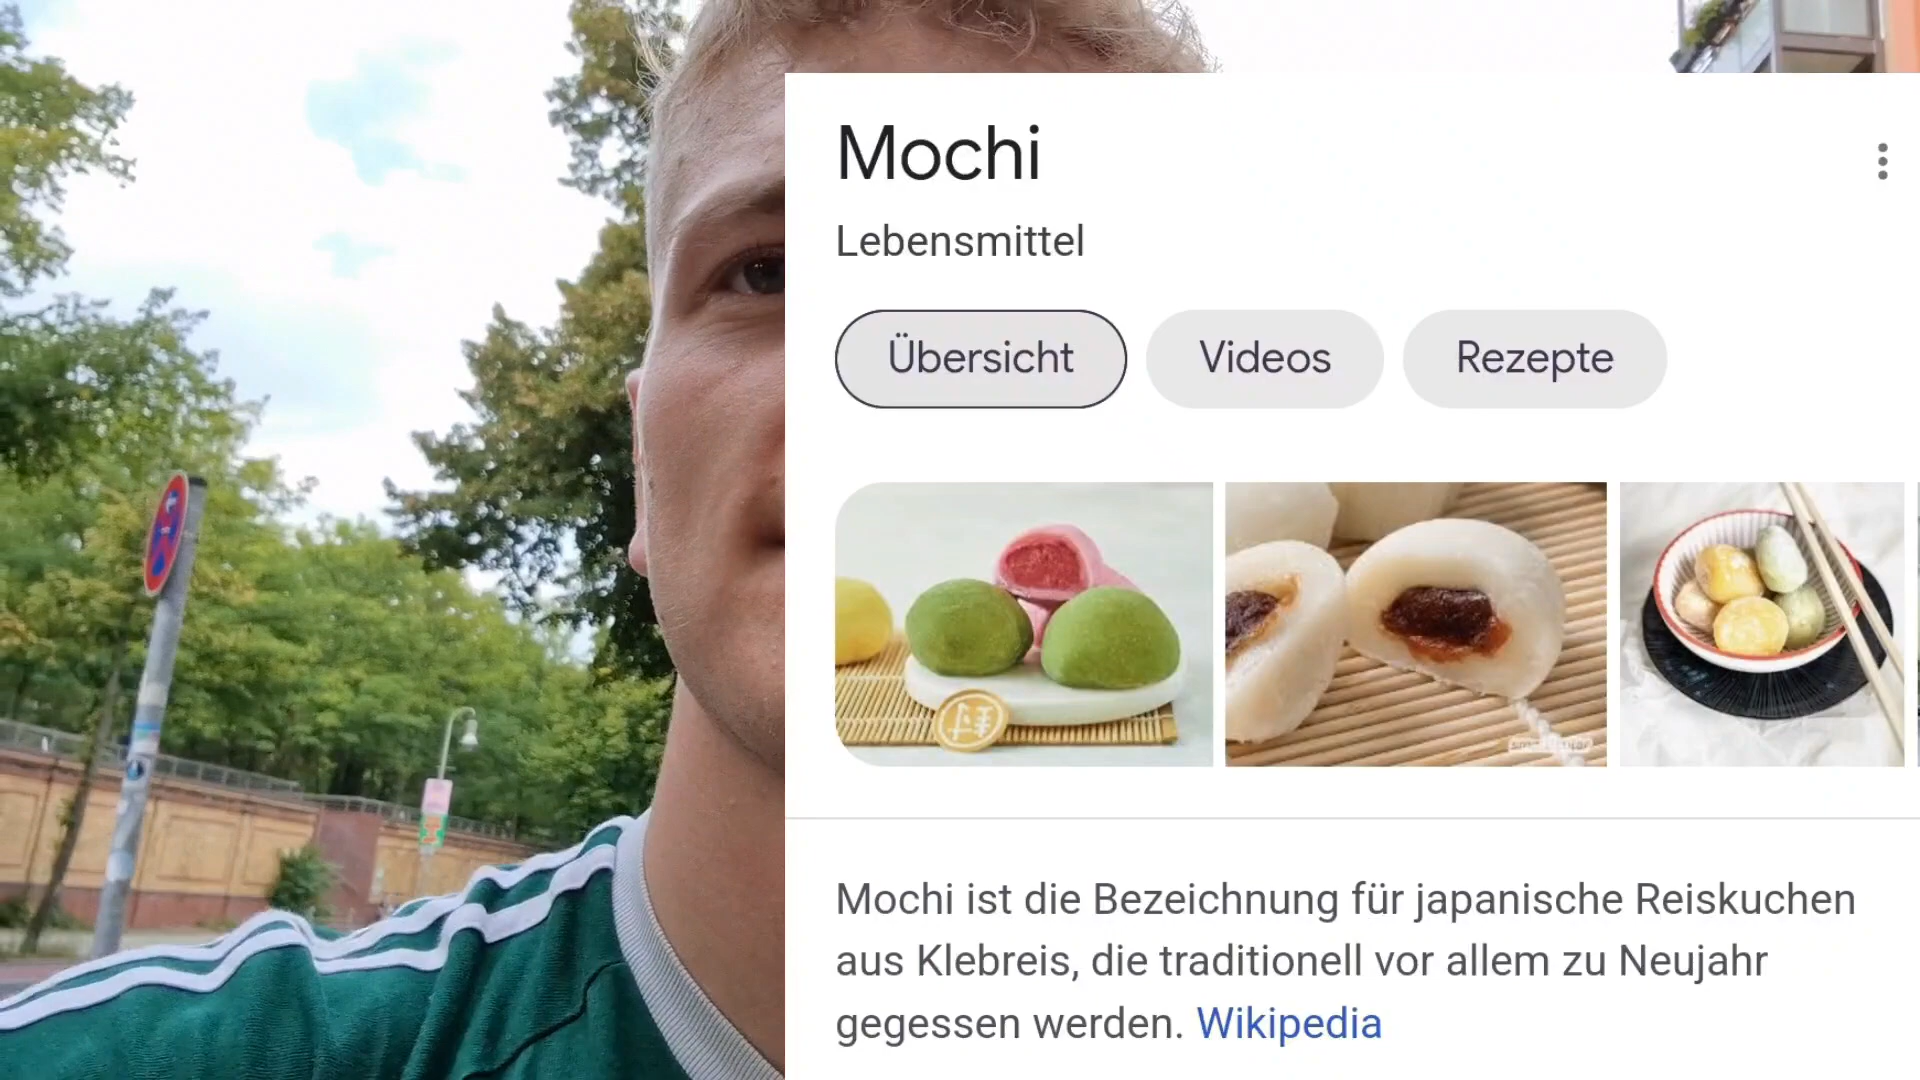 Mochi
Lebensmittel
Übersicht
Videos
Rezepte
Mochi ist die Bezeichnung für japanische Reiskuchen
aus Klebreis, die traditionell vor allem zu Neujahr
gegessen werden. Wikipedia